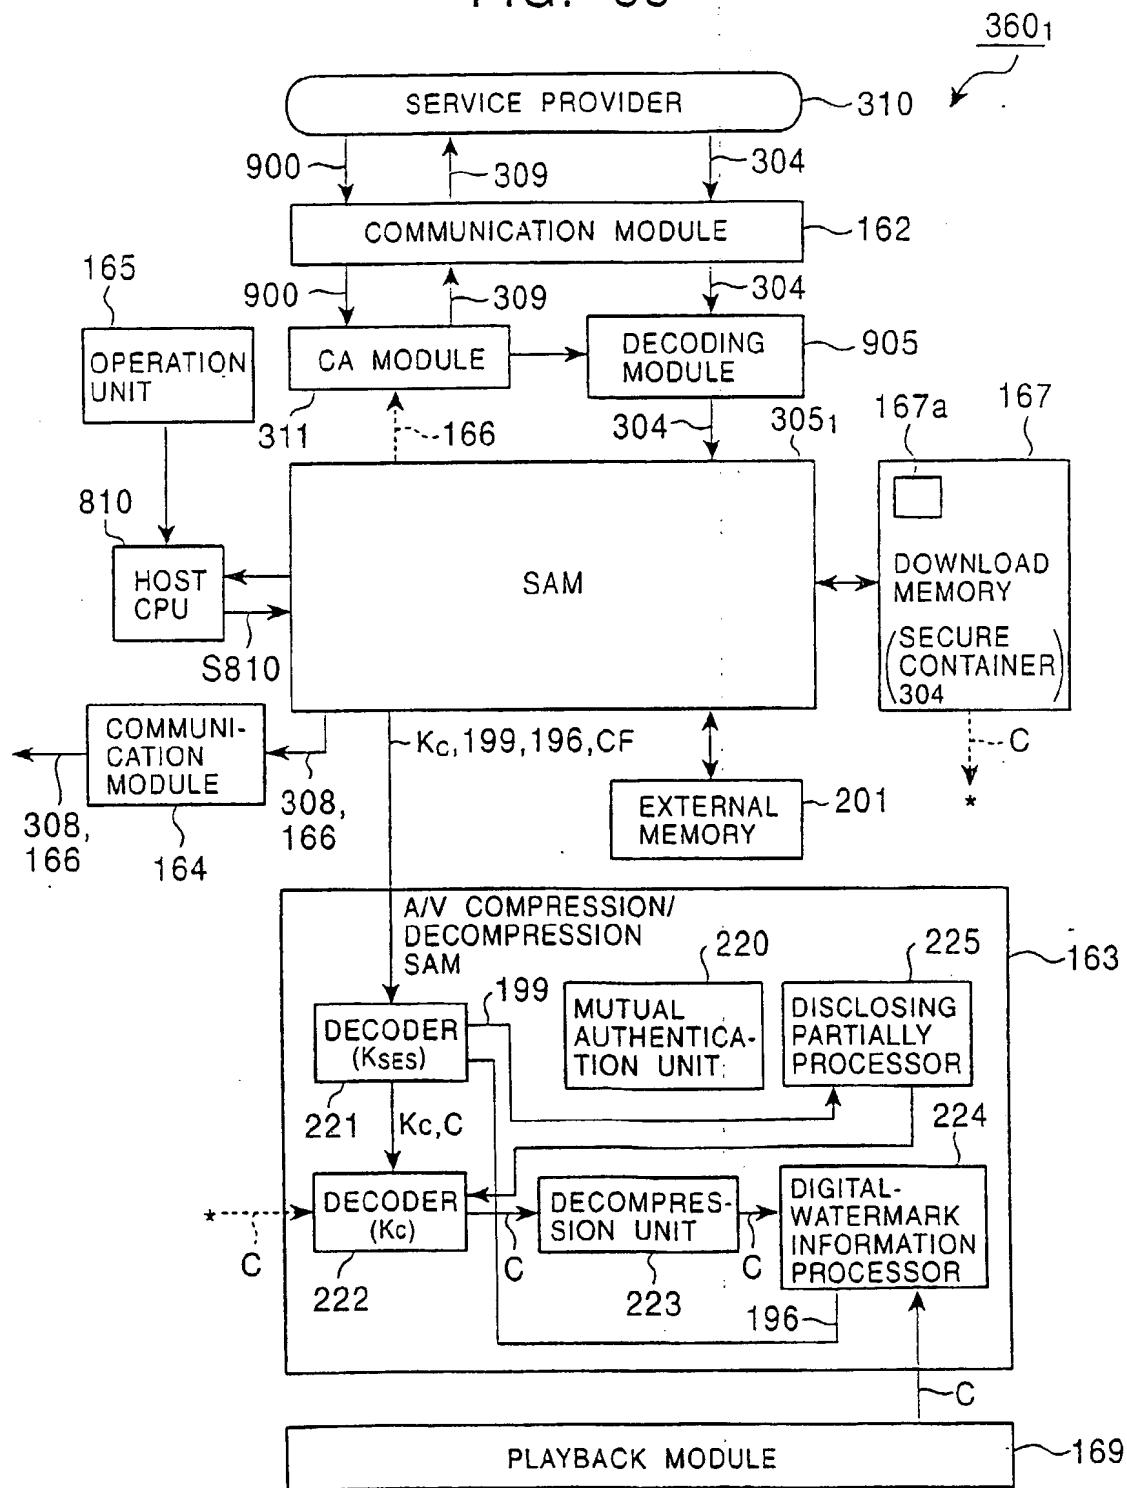 360₁
SERVICE PROVIDER
310
900
309
304
COMMUNICATION MODULE
162
165
900
309
304
OPERATION
UNIT
CA MODULE
DECODING
MODULE
905
311
166
304
305₁
167a
167
810
HOST
CPU
SAM
DOWNLOAD
MEMORY
(SECURE
CONTAINER)
304
S810
COMMUNI-
CATION
MODULE
Kc,199,196,CF
C
*
308,
166
164
308,
166
EXTERNAL
MEMORY
201
A/V COMPRESSION/
DECOMPRESSION
SAM
220
225
163
199
DECODER
(KSES)
MUTUAL
AUTHENTICA-
TION UNIT
DISCLOSING
PARTIALLY
PROCESSOR
221
Kc,C
224
*
C
DECODER
(Kc)
C
DECOMPRES-
SION UNIT
C
DIGITAL-
WATERMARK
INFORMATION
PROCESSOR
222
223
196
C
PLAYBACK MODULE
169